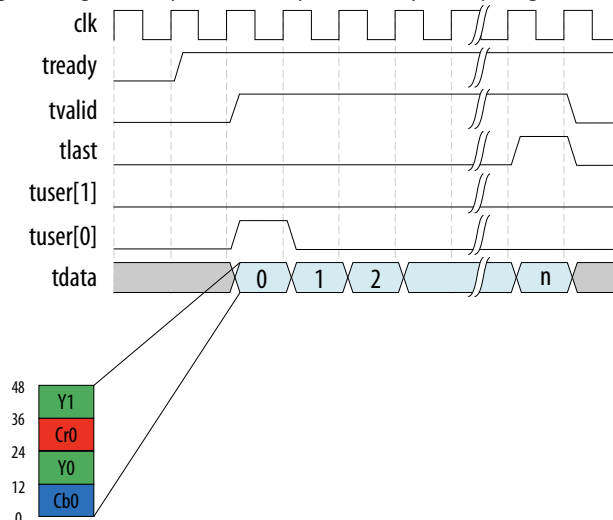 clk
tready
tvalid
tlast
tuser[1]
tuser[0]
tdata 0 1 2 n
48
Y1
36
Cr0
24
Y0
12
Cb0
0